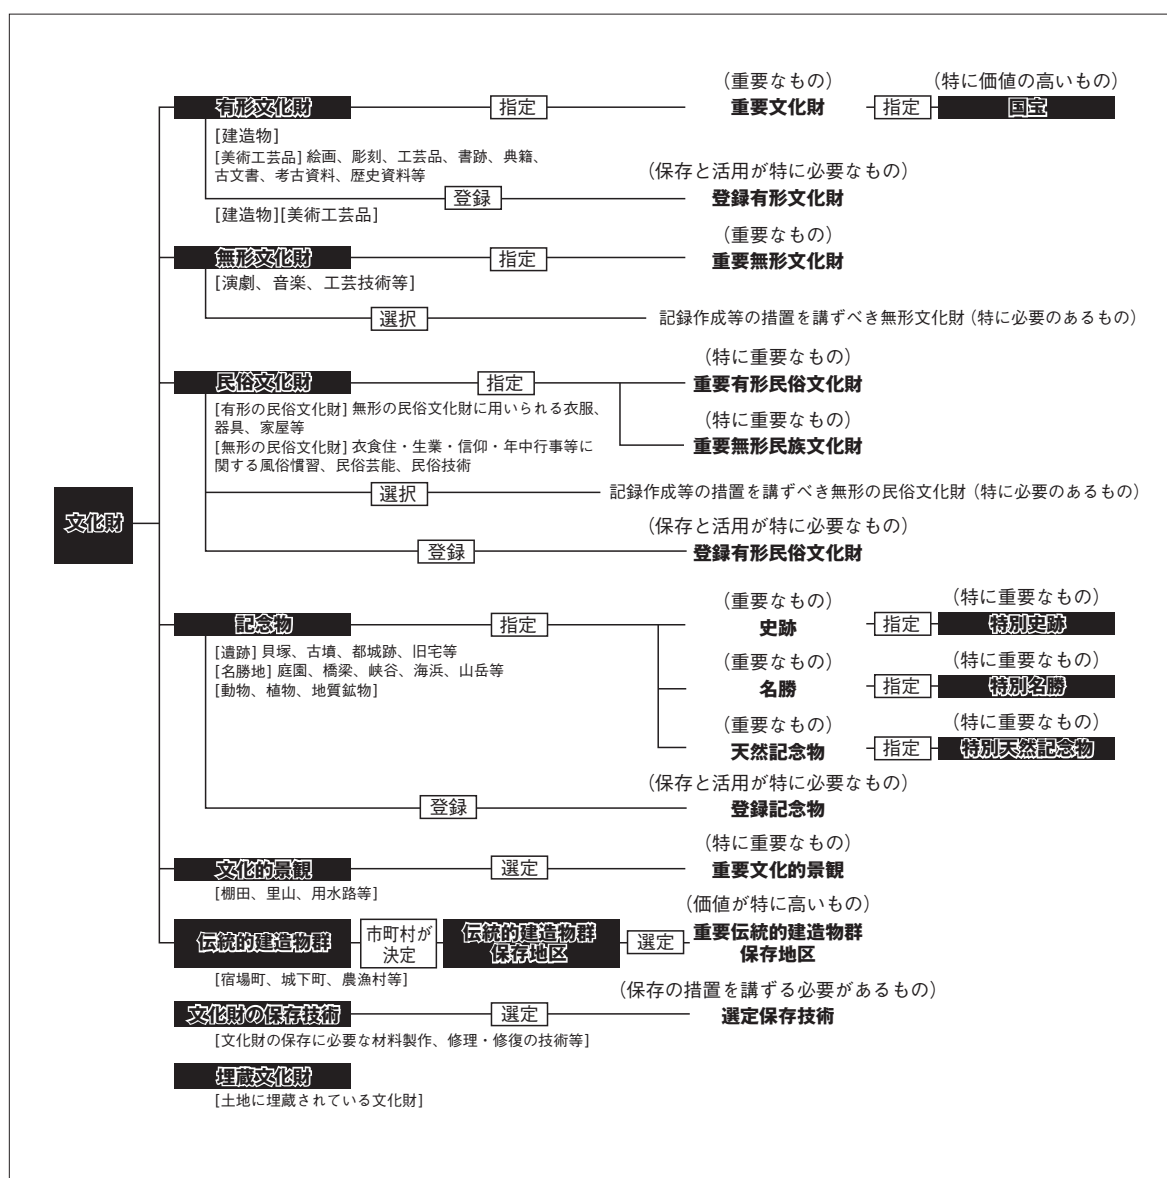 (重要なもの)
(特に価値の高いもの)
有形文化財
指定
重要文化財
指定
国宝
[建造物]
[美術工芸品] 絵画、彫刻、工芸品、書跡、典籍、
古文書、考古資料、歴史資料等
(保存と活用が特に必要なもの)
登録
登録有形文化財
[建造物][美術工芸品]
(重要なもの)
無形文化財
指定
重要無形文化財
[演劇、音楽、工芸技術等]
選択
記録作成等の措置を講ずべき無形文化財 (特に必要のあるもの)
(特に重要なもの)
民俗文化財
指定
重要有形民俗文化財
[有形の民俗文化財] 無形の民俗文化財に用いられる衣服、
器具、家屋等
(特に重要なもの)
重要無形民族文化財
[無形の民俗文化財] 衣食住・生業・信仰・年中行事等に
関する風俗慣習、民俗芸能、民俗技術
選択
記録作成等の措置を講ずべき無形の民俗文化財 (特に必要のあるもの)
文化財
(保存と活用が特に必要なもの)
登録
登録有形民俗文化財
(重要なもの)
(特に重要なもの)
記念物
指定
史跡
指定
特別史跡
[遺跡] 貝塚、古墳、都城跡、旧宅等
[名勝地] 庭園、橋梁、峡谷、海浜、山岳等
[動物、植物、地質鉱物]
(重要なもの)
(特に重要なもの)
名勝
指定
特別名勝
(重要なもの)
(特に重要なもの)
天然記念物
指定
特別天然記念物
(保存と活用が特に必要なもの)
登録
登録記念物
(特に重要なもの)
文化的景観
選定
重要文化的景観
[棚田、里山、用水路等]
(価値が特に高いもの)
伝統的建造物群
市町村が
決定
伝統的建造物群
保存地区
選定
重要伝統的建造物群
保存地区
[宿場町、城下町、農漁村等]
(保存の措置を講ずる必要があるもの)
文化財の保存技術
選定
選定保存技術
[文化財の保存に必要な材料製作、修理・修復の技術等]
埋蔵文化財
[土地に埋蔵されている文化財]